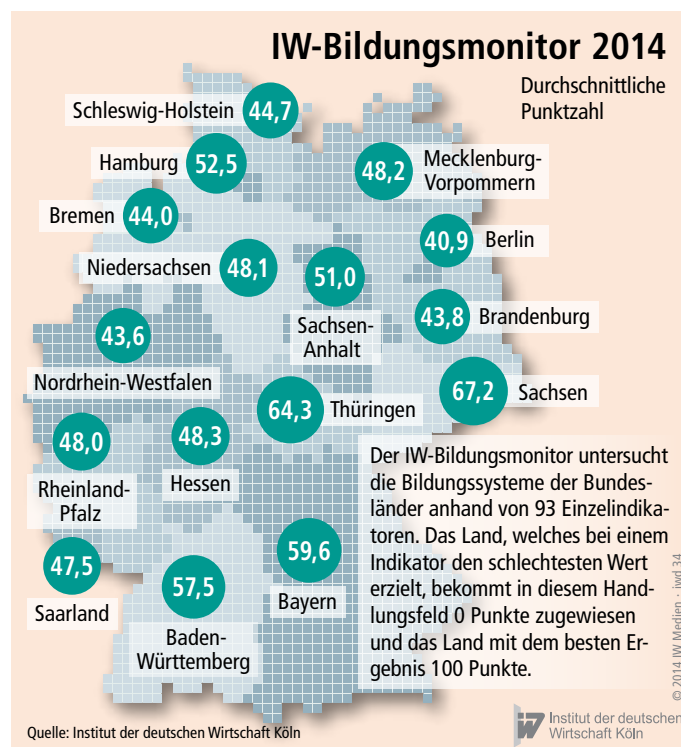 IW-Bildungsmonitor 2014
Durchschnittliche
Punktzahl
Schleswig-Holstein
44,7
Hamburg
52,5
48,2
Mecklenburg-
Vorpommern
Bremen
44,0
40,9
Berlin
Niedersachsen
48,1
51,0
Sachsen-
Anhalt
43,8
Brandenburg
43,6
Nordrhein-Westfalen
67,2
Sachsen
64,3
Thüringen
48,0
Rheinland-
Pfalz
48,3
Hessen
47,5
Saarland
57,5
Baden-
Württemberg
59,6
Bayern
Der IW-Bildungsmonitor untersucht
die Bildungssysteme der Bundes-
länder anhand von 93 Einzelindika-
toren. Das Land, welches bei einem
Indikator den schlechtesten Wert
erzielt, bekommt in diesem Hand-
lungsfeld 0 Punkte zugewiesen
und das Land mit dem besten Er-
gebnis 100 Punkte.
© 2014 IW Medien · iwd 34
Quelle: Institut der deutschen Wirtschaft Köln
iw
Institut der deutschen
Wirtschaft Köln